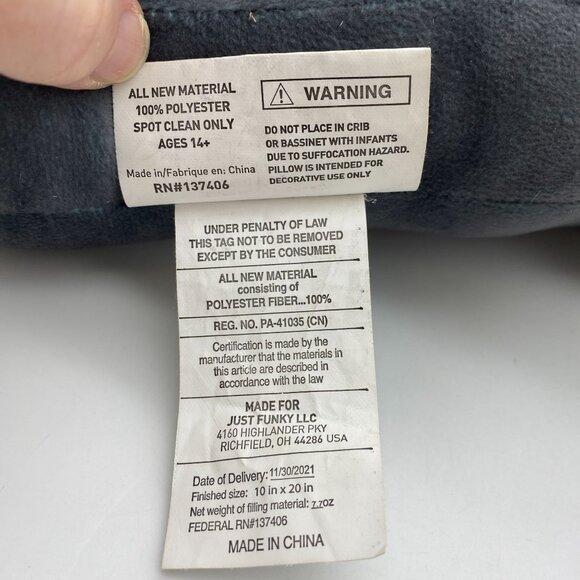 ALL NEW MATERIAL
100% POLYESTER
SPOT CLEAN ONLY
AGES 14+
Made in/Fabrique en: China
RN#137406
WARNING
DO NOT PLACE IN CRIB
OR BASSINET WITH INFANTS
DUE TO SUFFOCATION HAZARD.
PILLOW IS INTENDED FOR
DECORATIVE USE ONLY
UNDER PENALTY OF LAW
THIS TAG NOT TO BE REMOVED
EXCEPT BY THE CONSUMER
ALL NEW MATERIAL
consisting of
POLYESTER FIBER...100%
REG. NO. PA-41035 (CN)
Certification is made by the
manufacturer that the materials in
this article are described in
accordance with the law
MADE FOR
JUST FUNKY LLC
4160 HIGHLANDER PKY
RICHFIELD, OH 44286 USA
Date of Delivery: 11/30/2021
Finished size: 10 in x 20 in
Net weight of filling material: 7.7oz
FEDERAL RN#137406
MADE IN CHINA